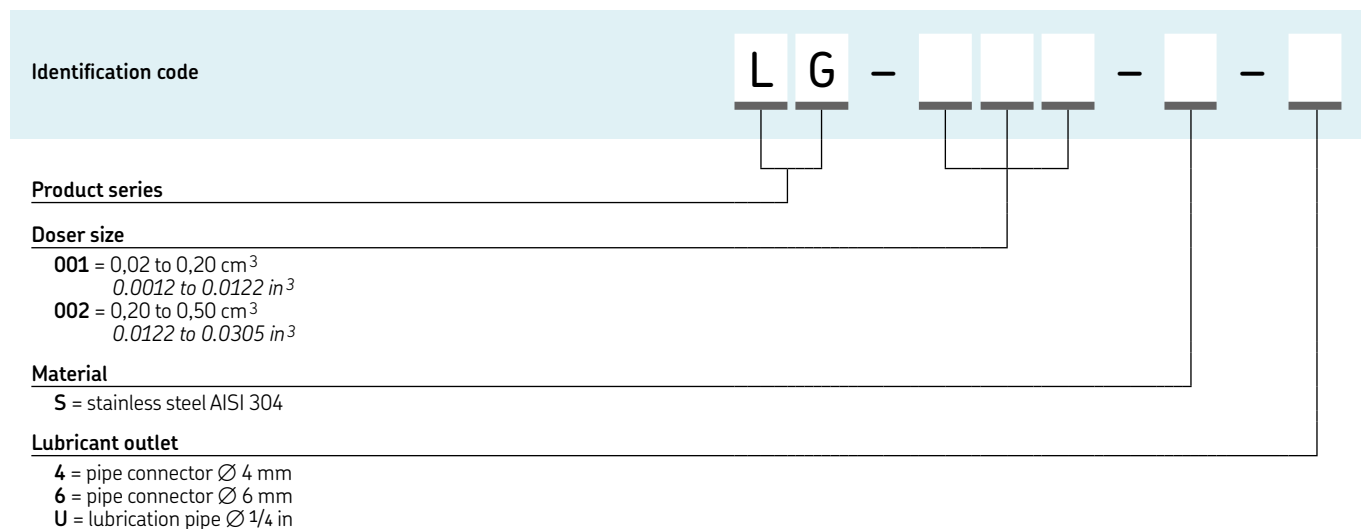 Identification code L G – – –
Product series
Doser size
001 = 0,02 to 0,20 cm³
0.0012 to 0.0122 in³
002 = 0,20 to 0,50 cm³
0.0122 to 0.0305 in³
Material
S = stainless steel AISI 304
Lubricant outlet
4 = pipe connector ∅ 4 mm
6 = pipe connector ∅ 6 mm
U = lubrication pipe ∅ 1/4 in